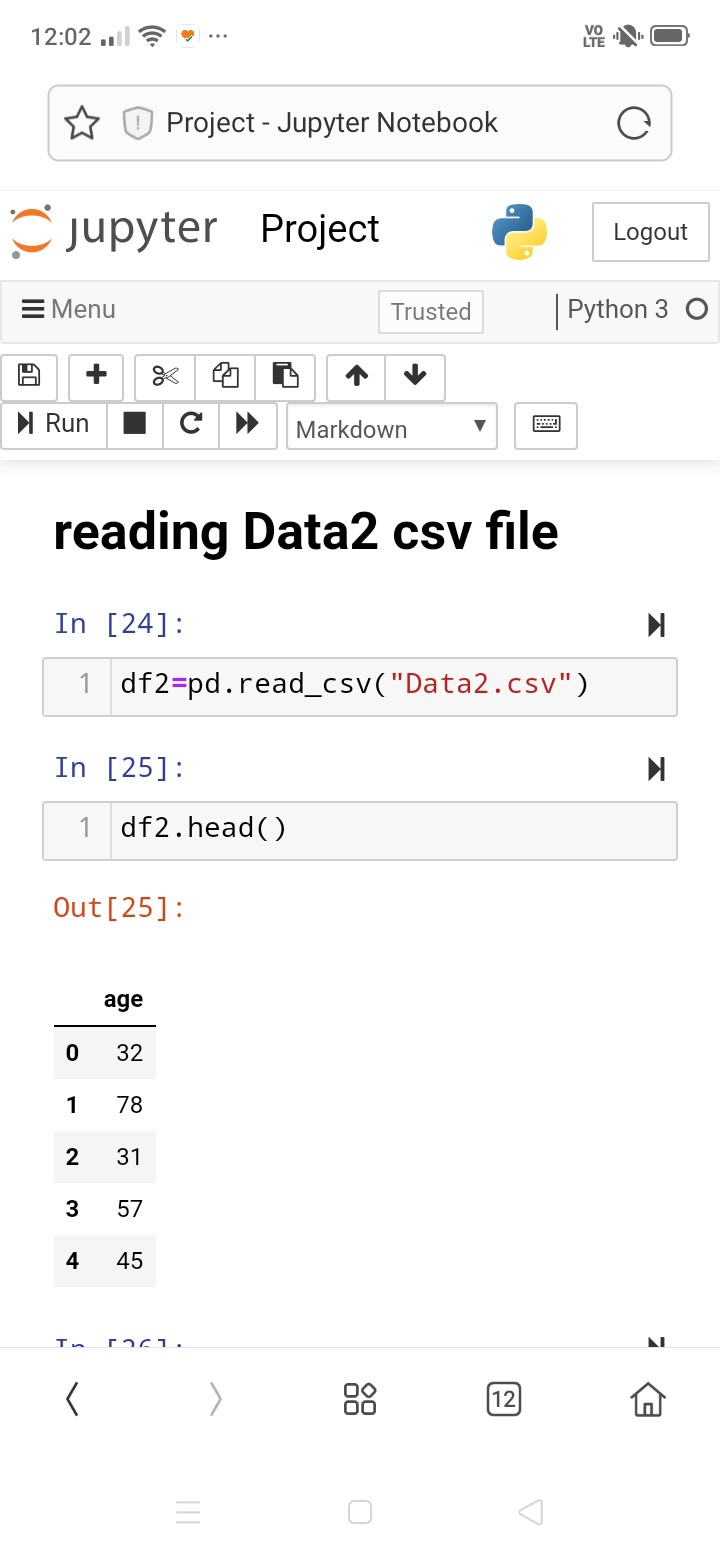 12:02 VO LTE
Project - Jupyter Notebook
jupyter Project Logout
Menu Trusted Python 3
Run Markdown
reading Data2 csv file
In [24]:
1 df2=pd.read_csv("Data2.csv")
In [25]:
1 df2.head()
Out[25]:
age
0 32
1 78
2 31
3 57
4 45
In [26]:
12